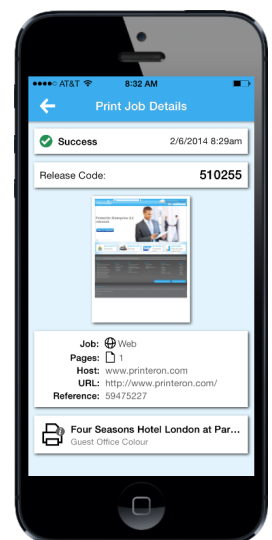 AT&T 8:32 AM
Print Job Details
Success 2/6/2014 8:29am
Release Code: 510255
Job: Web
Pages: 1
Host: www.printeron.com
URL: http://www.printeron.com/
Reference: 59475227
Four Seasons Hotel London at Par...
Guest Office Colour